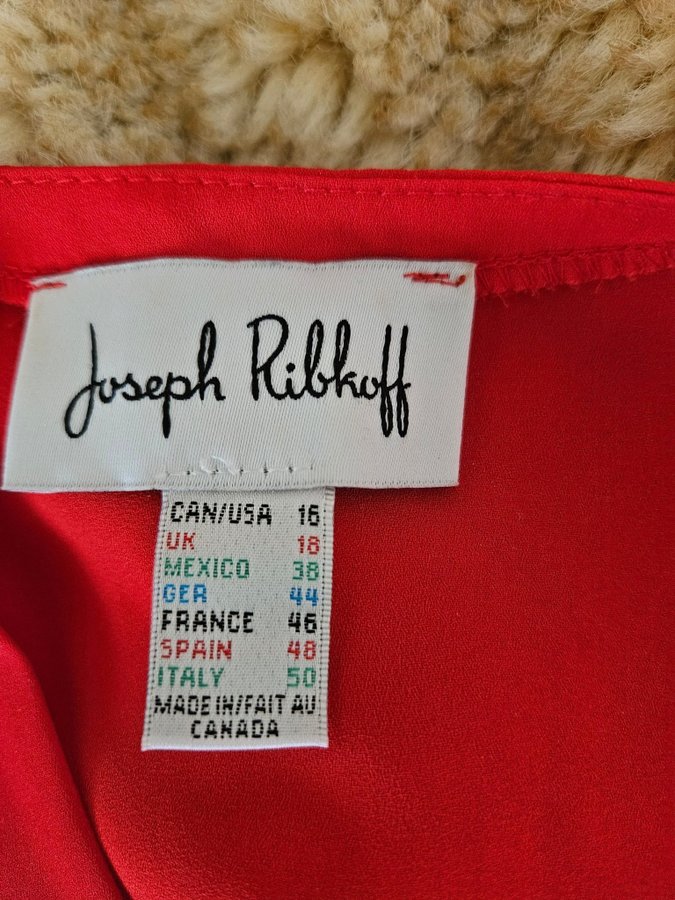 Joseph Ribkoff
CAN/USA 16
UK 18
MEXICO 38
GER 44
FRANCE 46
SPAIN 48
ITALY 50
MADE IN/FAIT AU
CANADA